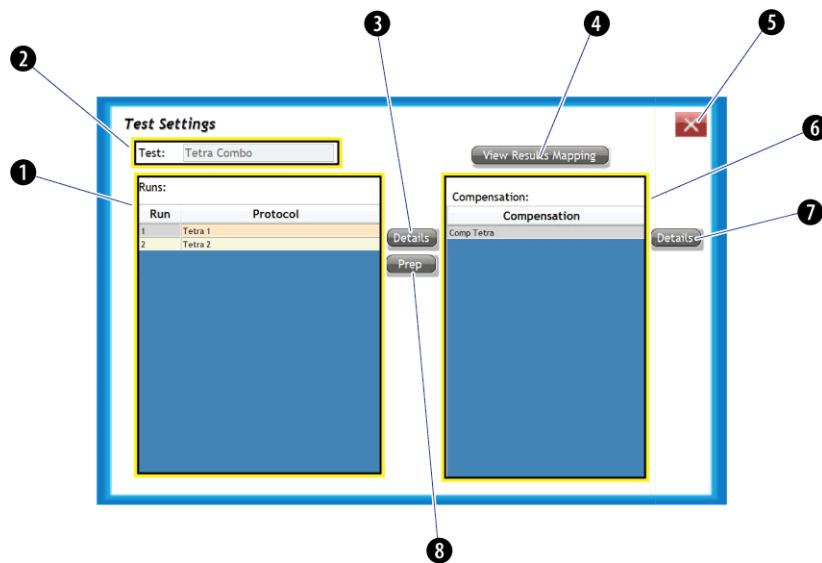 3
4
5
2
6
1
7
8
Test Settings
Test: Tetra Combo
View Results Mapping
Runs:
Run Protocol
1 Tetra 1
2 Tetra 2
Details
Prep
Compensation:
Compensation
Comp Tetra
Details